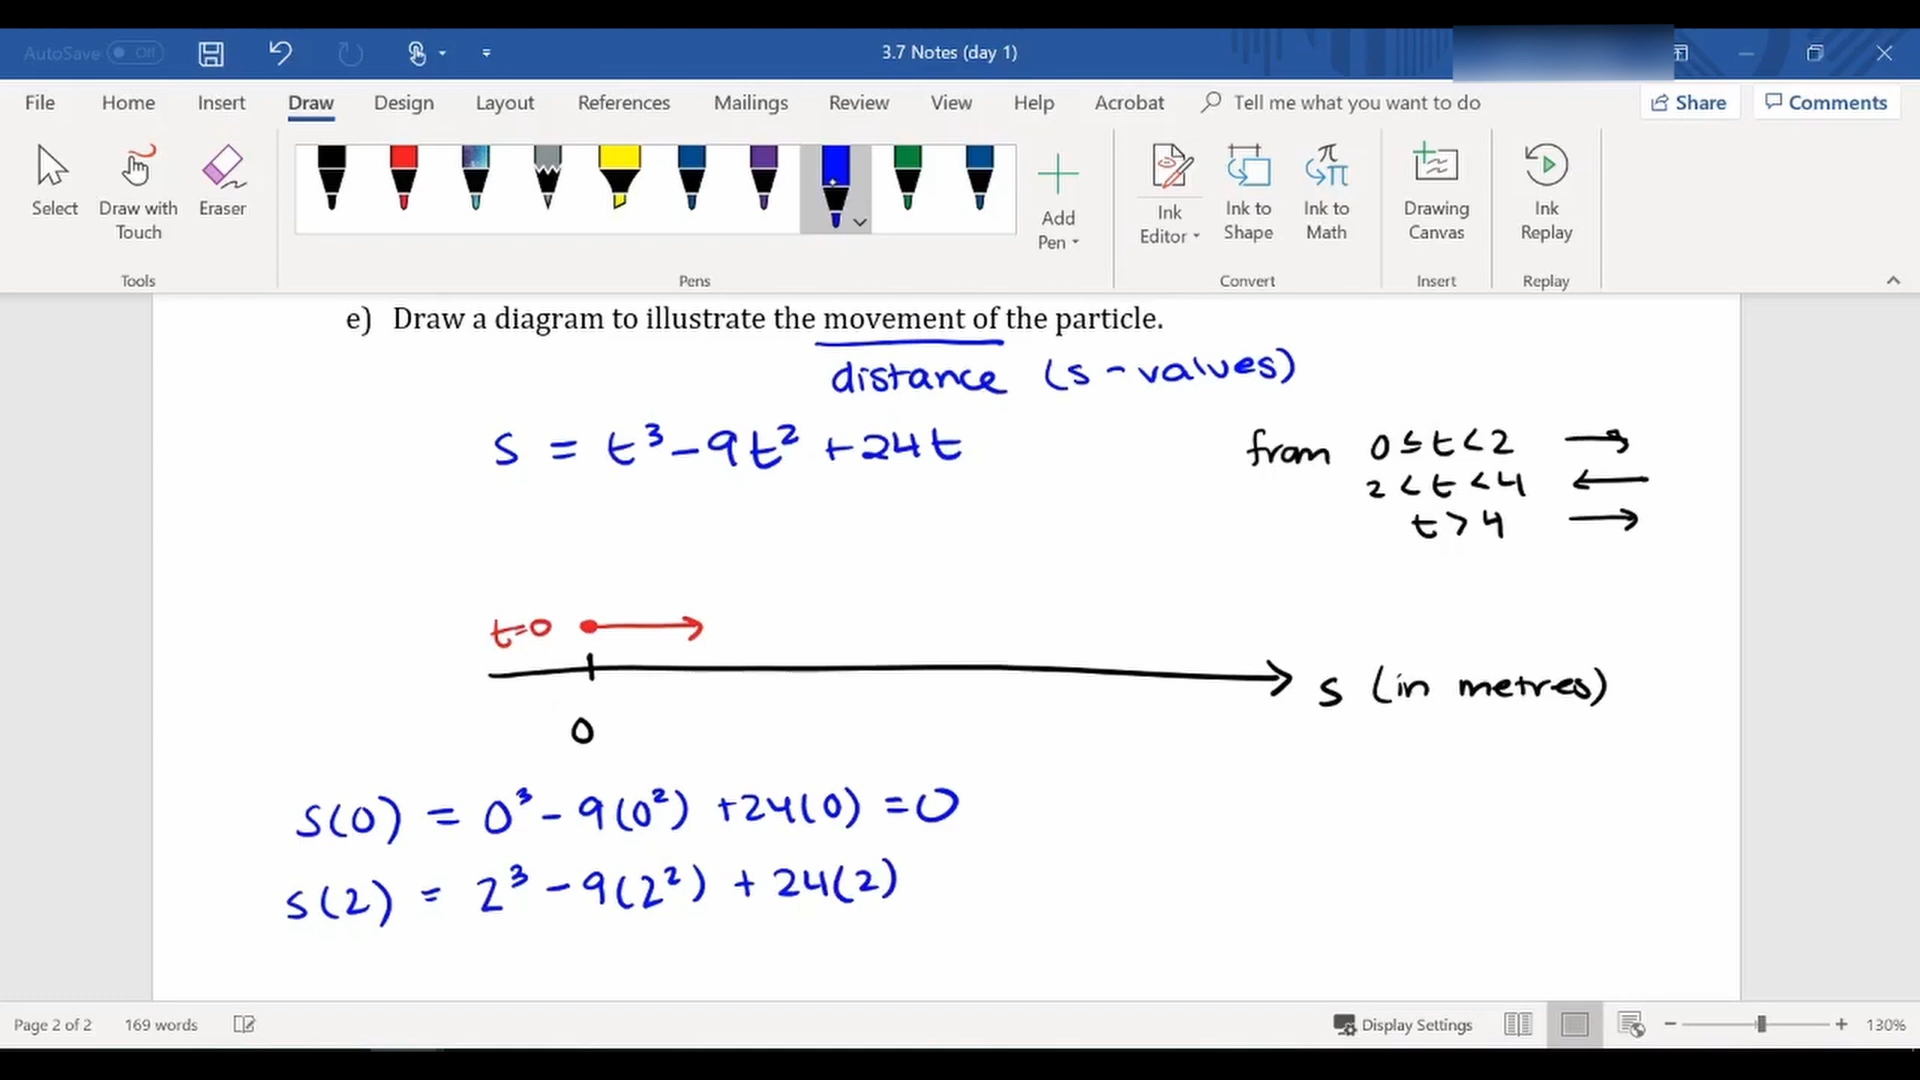 AutoSave Off 3.7 Notes (day 1)
File Home Insert Draw Design Layout References Mailings Review View Help Acrobat Tell me what you want to do Share Comments
Select Draw with Touch Eraser Add Pen Ink Editor Ink to Shape Ink to Math Drawing Canvas Ink Replay
Tools Pens Convert Insert Replay
e) Draw a diagram to illustrate the movement of the particle.
distance (s-values)
s = t³ - 9t² + 24t
from 0 ≤ t < 2 →
2 < t < 4 ←
t > 4 →
t=0
s (in metres)
0
s(0) = 0³ - 9(0²) + 24(0) = 0
s(2) = 2³ - 9(2²) + 24(2)
Page 2 of 2 169 words Display Settings 130%